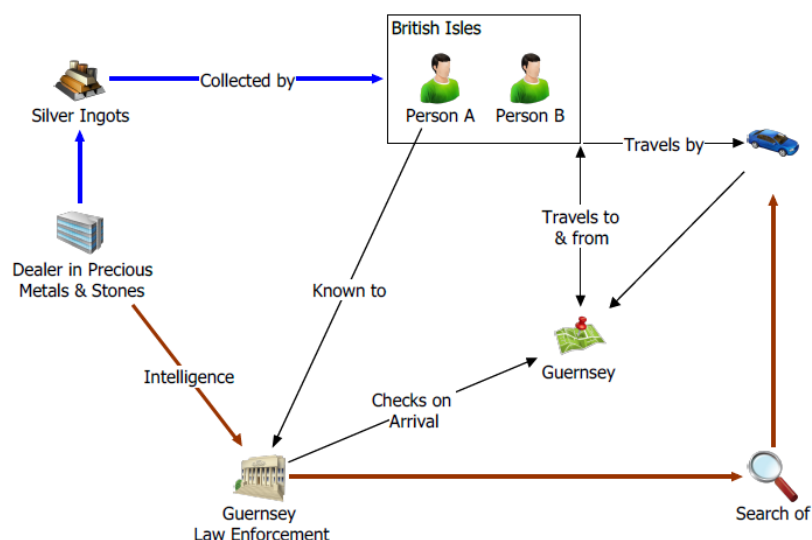 British Isles
Collected by
Silver Ingots
Person A
Person B
Travels by
Travels to
& from
Dealer in Precious
Metals & Stones
Known to
Intelligence
Guernsey
Checks on
Arrival
Guernsey
Law Enforcement
Search of